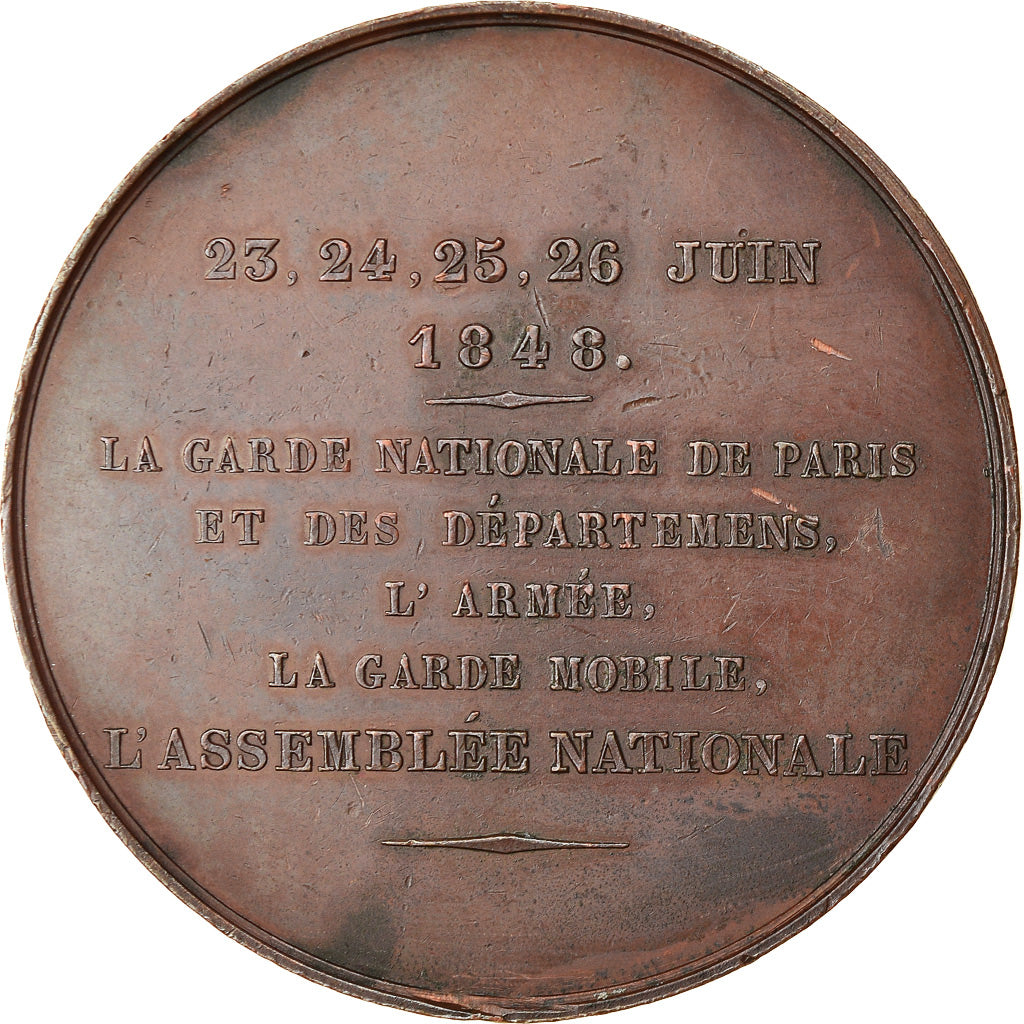 23, 24, 25, 26 JUIN
1848.
LA GARDE NATIONALE DE PARIS
ET DES DÉPARTEMENS,
L' ARMÉE,
LA GARDE MOBILE,
L'ASSEMBLÉE NATIONALE